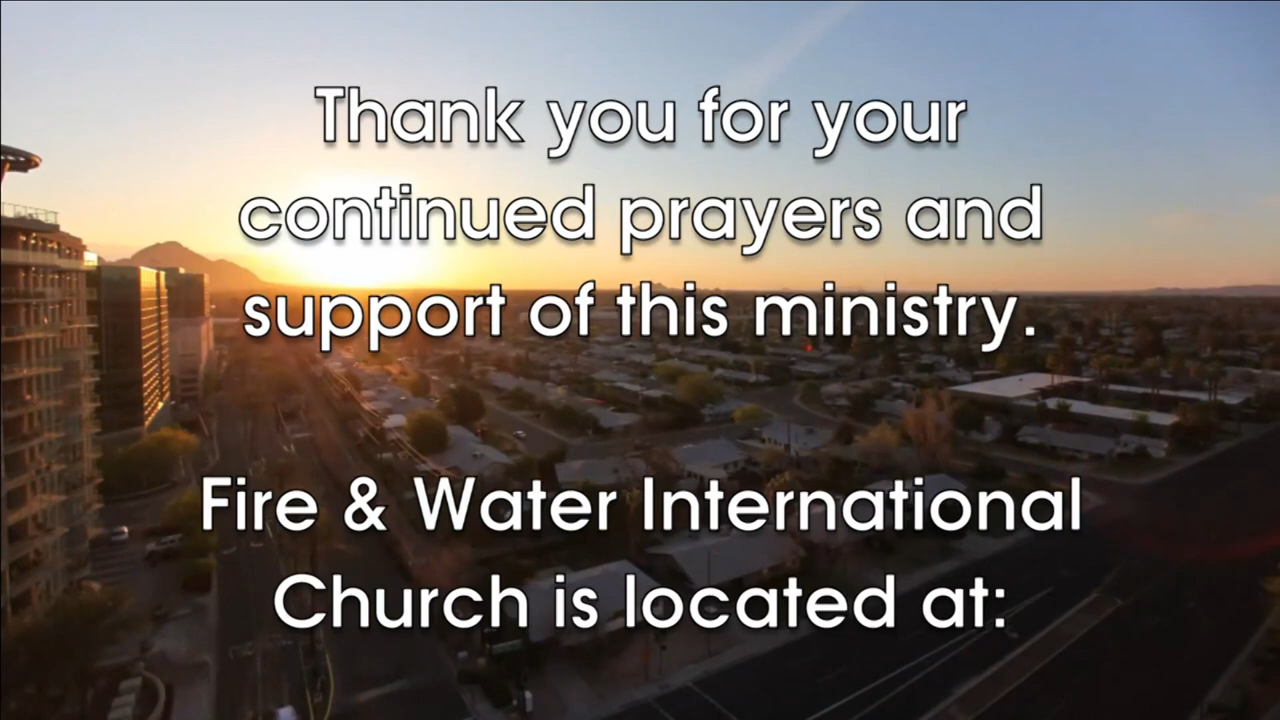 Thank you for your
continued prayers and
support of this ministry.
Fire & Water International
Church is located at: